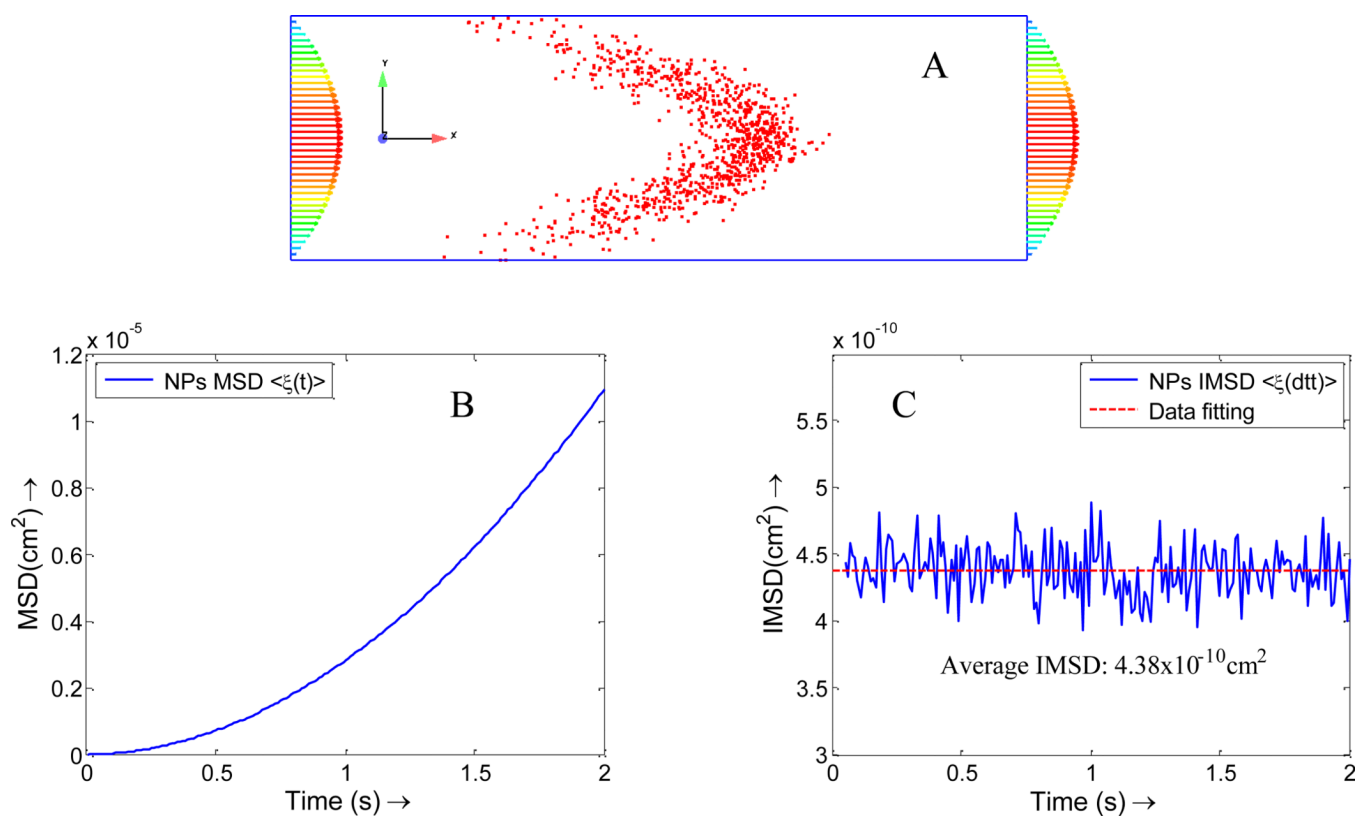 A
Y
Z
X
x 10⁻⁵
1.2
1
0.8
0.6
0.4
0.2
0
0
0.5
1
1.5
2
MSD(cm²) →
Time (s) →
NPs MSD <ξ(t)>
B
x 10⁻¹⁰
5.5
5
4.5
4
3.5
3
0
0.5
1
1.5
2
IMSD(cm²) →
Time (s) →
NPs IMSD <ξ(dtt)>
Data fitting
C
Average IMSD: 4.38x10⁻¹⁰cm²